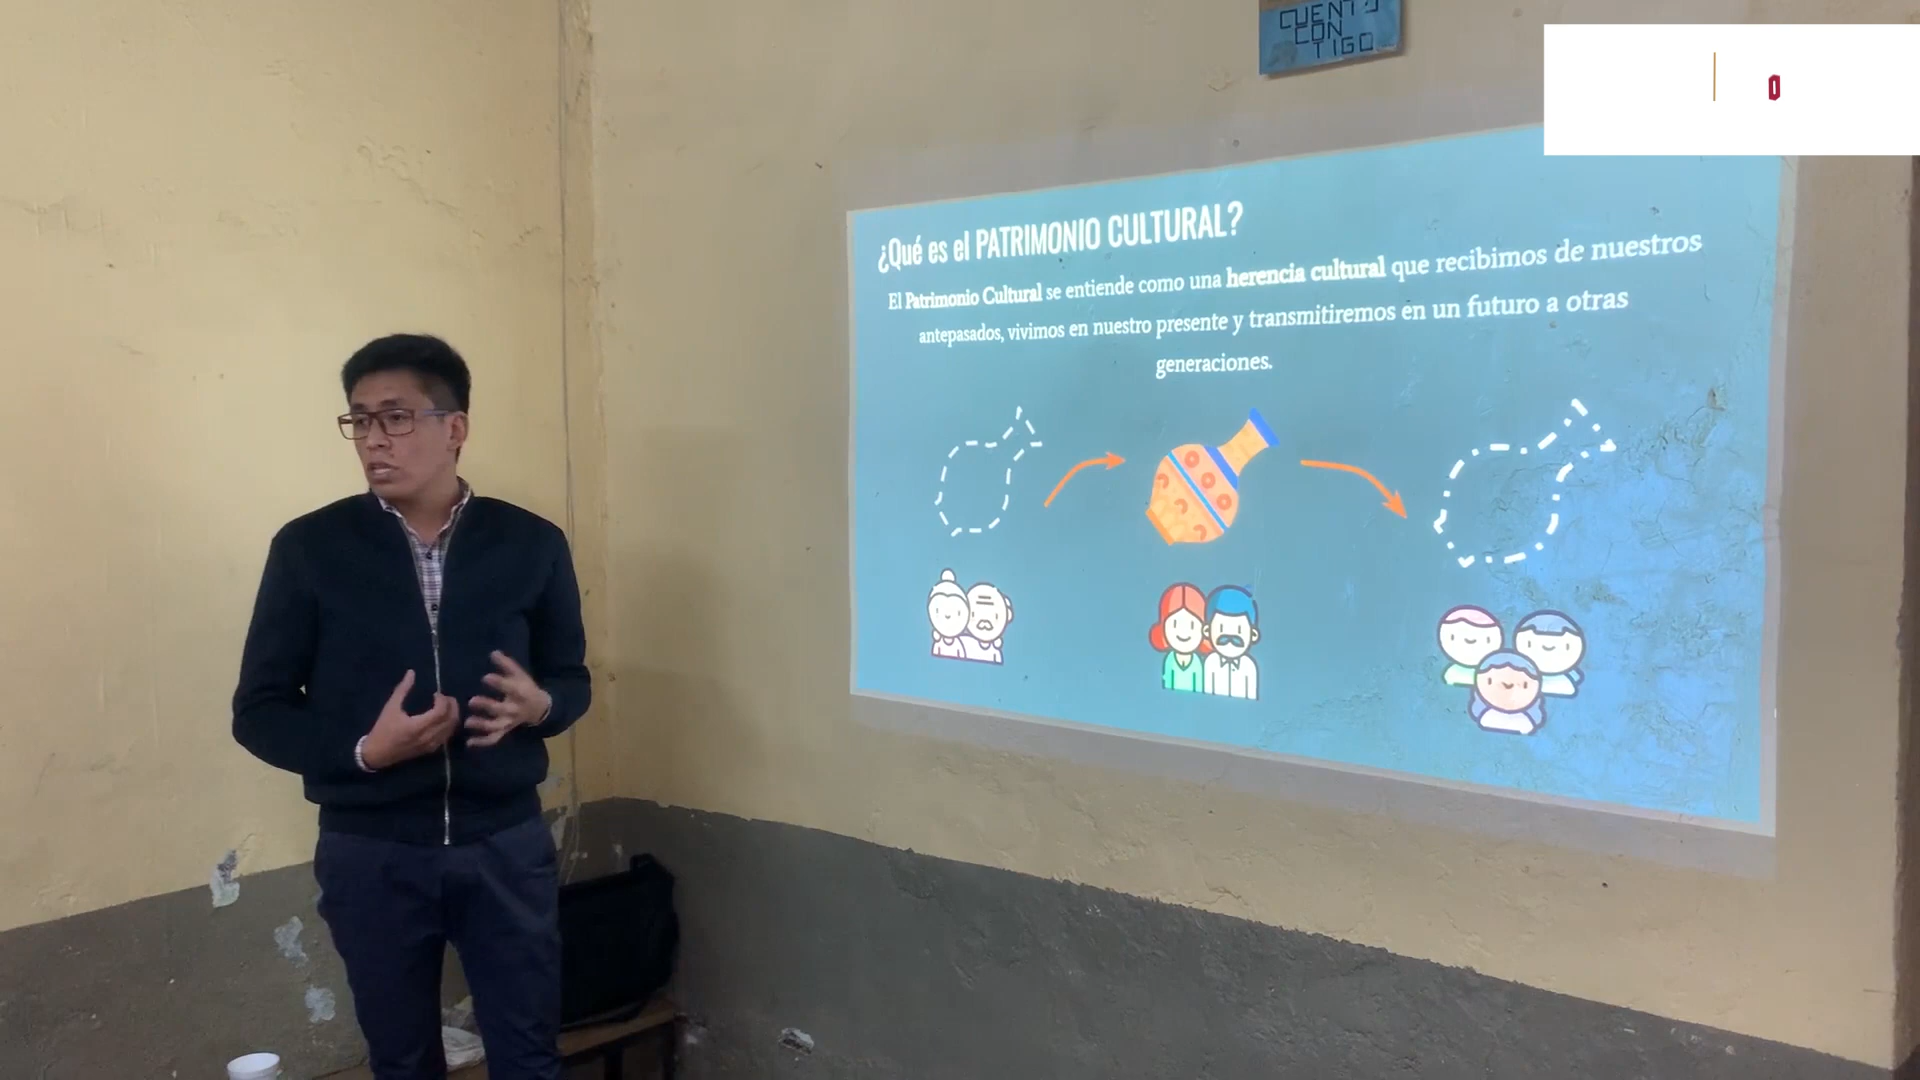 CUENTO
CON
TIGO
¿Qué es el PATRIMONIO CULTURAL?
El Patrimonio Cultural se entiende como una herencia cultural que recibimos de nuestros
antepasados, vivimos en nuestro presente y transmitiremos en un futuro a otras
generaciones.